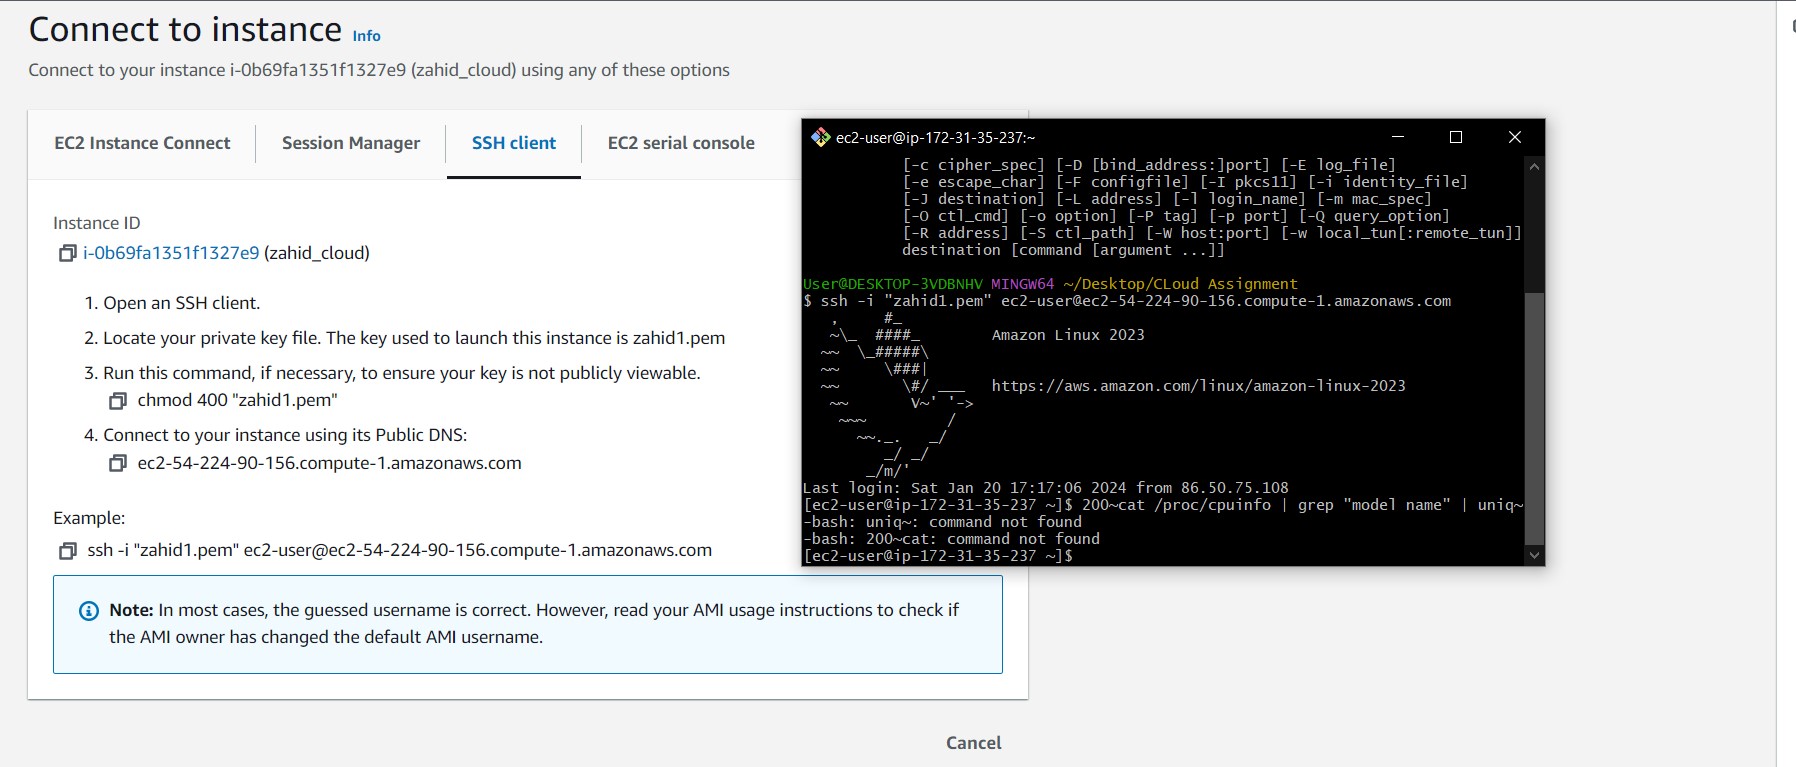 Connect to instance Info
Connect to your instance i-0b69fa1351f1327e9 (zahid_cloud) using any of these options
EC2 Instance Connect
Session Manager
SSH client
EC2 serial console
Instance ID
i-0b69fa1351f1327e9 (zahid_cloud)
1. Open an SSH client.
2. Locate your private key file. The key used to launch this instance is zahid1.pem
3. Run this command, if necessary, to ensure your key is not publicly viewable.
chmod 400 "zahid1.pem"
4. Connect to your instance using its Public DNS:
ec2-54-224-90-156.compute-1.amazonaws.com
Example:
ssh -i "zahid1.pem" ec2-user@ec2-54-224-90-156.compute-1.amazonaws.com
Note: In most cases, the guessed username is correct. However, read your AMI usage instructions to check if
the AMI owner has changed the default AMI username.
Cancel
ec2-user@ip-172-31-35-237:~
[-c cipher_spec] [-D [bind_address:]port] [-E log_file]
[-e escape_char] [-F configfile] [-I pkcs11] [-i identity_file]
[-J destination] [-L address] [-l login_name] [-m mac_spec]
[-O ctl_cmd] [-o option] [-P tag] [-p port] [-Q query_option]
[-R address] [-S ctl_path] [-W host:port] [-w local_tun[:remote_tun]]
destination [command [argument ...]]
User@DESKTOP-3VDBNHV MINGW64 ~/Desktop/CLoud Assignment
$ ssh -i "zahid1.pem" ec2-user@ec2-54-224-90-156.compute-1.amazonaws.com
   ,     #_
   ~\_  ####_        Amazon Linux 2023
  ~~  \_#####\
  ~~     \###|
  ~~       \#/ ___   https://aws.amazon.com/linux/amazon-linux-2023
   ~~       V~' '->
    ~~~         /
      ~~._.   _/
         _/ _/
       _/m/'
Last login: Sat Jan 20 17:17:06 2024 from 86.50.75.108
[ec2-user@ip-172-31-35-237 ~]$ 200~cat /proc/cpuinfo | grep "model name" | uniq~
-bash: uniq~: command not found
-bash: 200~cat: command not found
[ec2-user@ip-172-31-35-237 ~]$